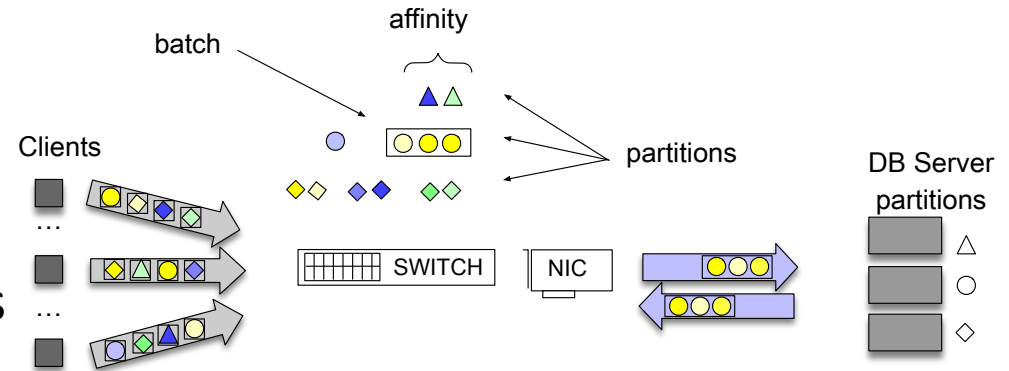 affinity
batch
Clients
partitions
DB Server
partitions
...
SWITCH
NIC
s
...